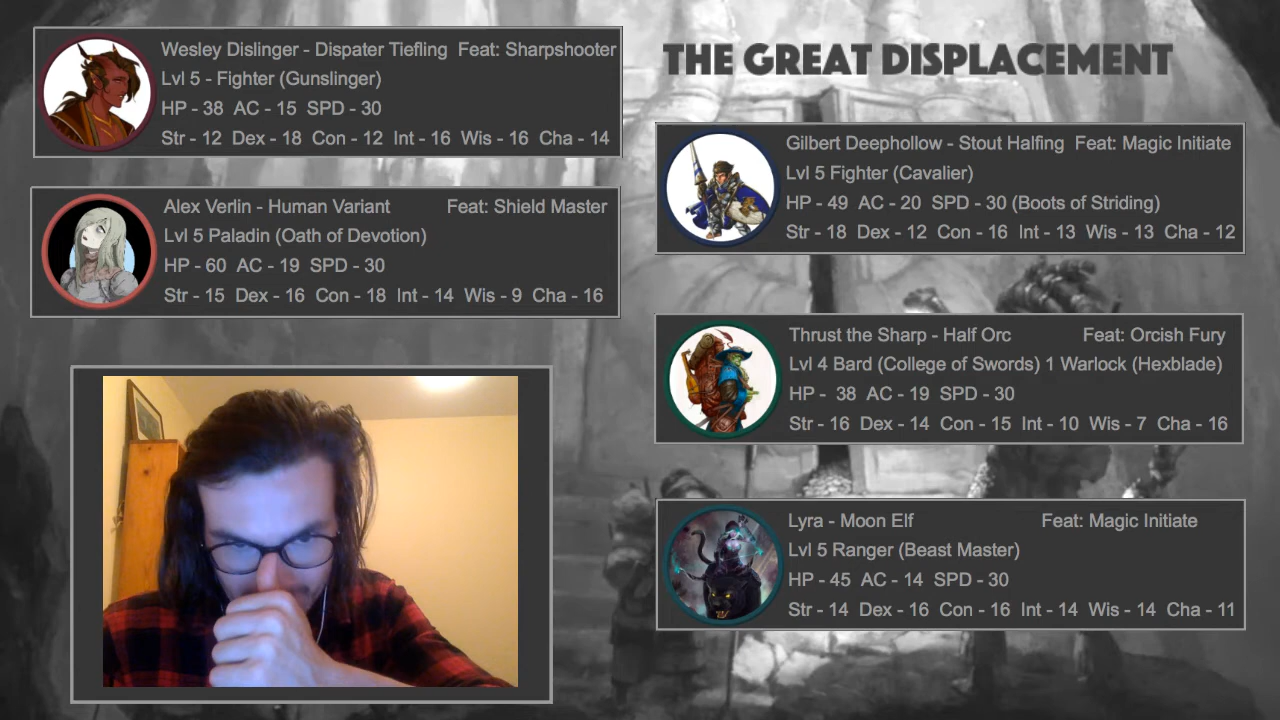 Wesley Dislinger - Dispater Tiefling Feat: Sharpshooter
Lvl 5 - Fighter (Gunslinger)
HP - 38 AC - 15 SPD - 30
Str - 12 Dex - 18 Con - 12 Int - 16 Wis - 16 Cha - 14
Alex Verlin - Human Variant Feat: Shield Master
Lvl 5 Paladin (Oath of Devotion)
HP - 60 AC - 19 SPD - 30
Str - 15 Dex - 16 Con - 18 Int - 14 Wis - 9 Cha - 16
THE GREAT DISPLACEMENT
Gilbert Deephollow - Stout Halfing Feat: Magic Initiate
Lvl 5 Fighter (Cavalier)
HP - 49 AC - 20 SPD - 30 (Boots of Striding)
Str - 18 Dex - 12 Con - 16 Int - 13 Wis - 13 Cha - 12
Thrust the Sharp - Half Orc Feat: Orcish Fury
Lvl 4 Bard (College of Swords) 1 Warlock (Hexblade)
HP - 38 AC - 19 SPD - 30
Str - 16 Dex - 14 Con - 15 Int - 10 Wis - 7 Cha - 16
Lyra - Moon Elf Feat: Magic Initiate
Lvl 5 Ranger (Beast Master)
HP - 45 AC - 14 SPD - 30
Str - 14 Dex - 16 Con - 16 Int - 14 Wis - 14 Cha - 11